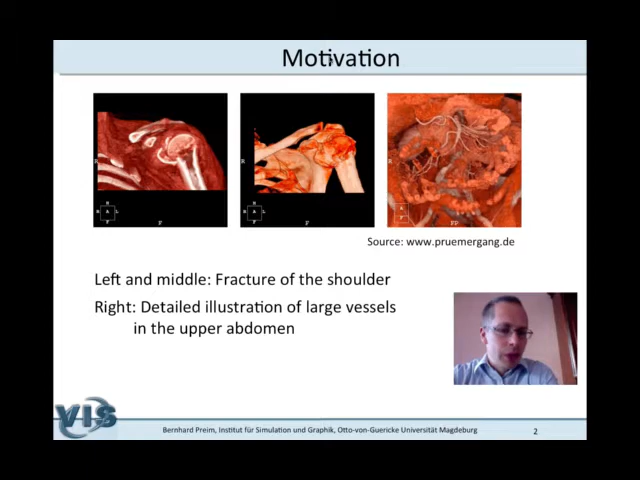 Motivation
R
R
R
H
R A L
F
F
H
R A L
F
F
A
F
FP
Source: www.pruemergang.de
Left and middle: Fracture of the shoulder
Right: Detailed illustration of large vessels
in the upper abdomen
VIS
Bernhard Preim, Institut für Simulation und Graphik, Otto-von-Guericke Universität Magdeburg
2